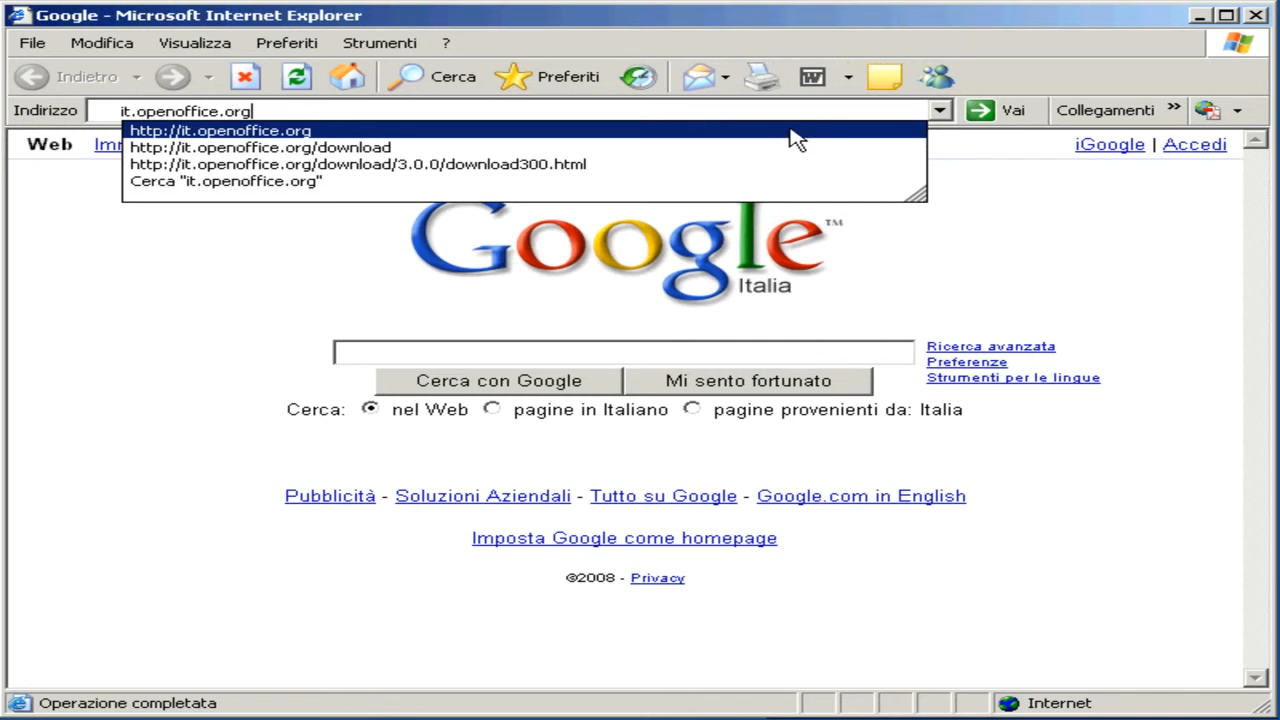 Google - Microsoft Internet Explorer
File Modifica Visualizza Preferiti Strumenti ?
Indietro Cerca Preferiti
Indirizzo it.openoffice.org Vai Collegamenti »
http://it.openoffice.org
http://it.openoffice.org/download
http://it.openoffice.org/download/3.0.0/download300.html
Cerca "it.openoffice.org"
Web iGoogle | Accedi
Google™
Italia
Ricerca avanzata
Preferenze
Strumenti per le lingue
Cerca con Google Mi sento fortunato
Cerca: nel Web pagine in Italiano pagine provenienti da: Italia
Pubblicità - Soluzioni Aziendali - Tutto su Google - Google.com in English
Imposta Google come homepage
©2008 - Privacy
Operazione completata Internet